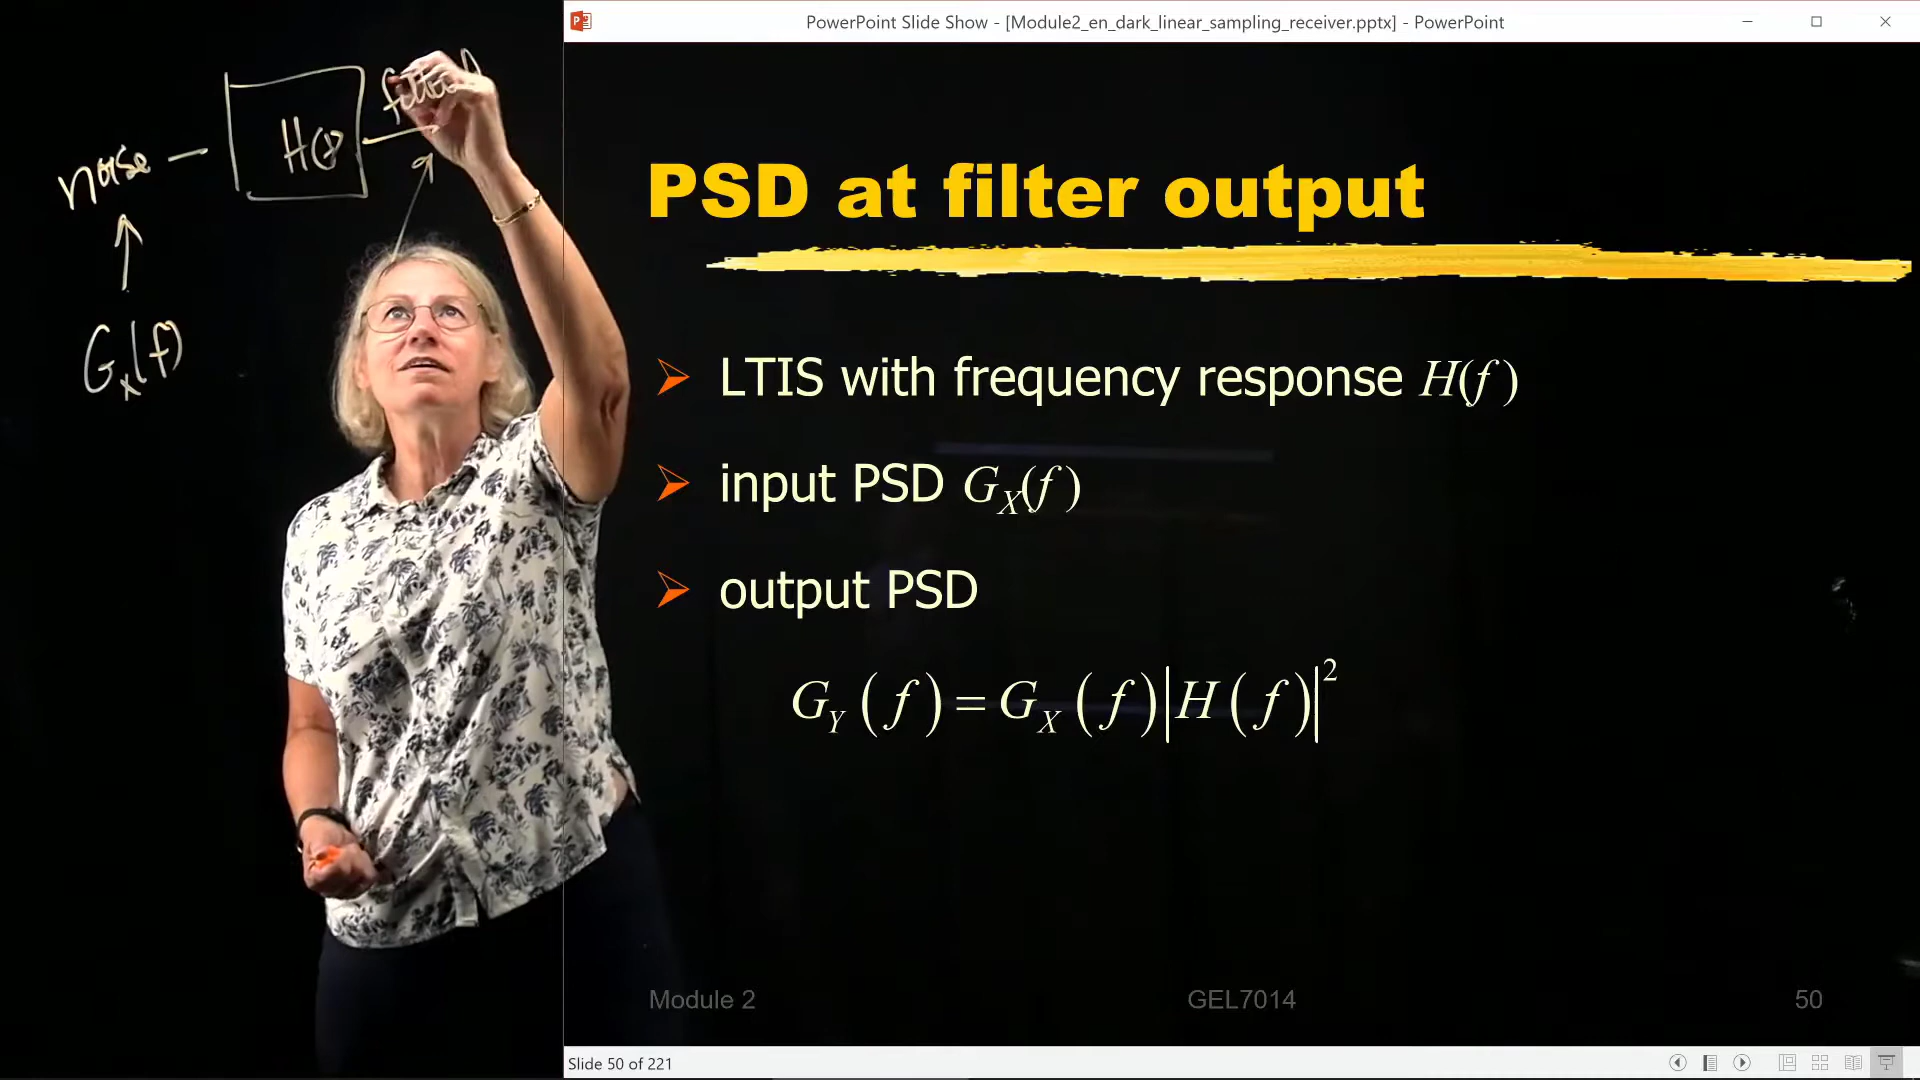 PowerPoint Slide Show - [Module2_en_dark_linear_sampling_receiver.pptx] - PowerPoint
noise
H(f)
G_x(f)
PSD at filter output
LTIS with frequency response H(f)
input PSD G_X(f)
output PSD
G_Y(f) = G_X(f)|H(f)|²
Module 2
GEL7014
50
Slide 50 of 221